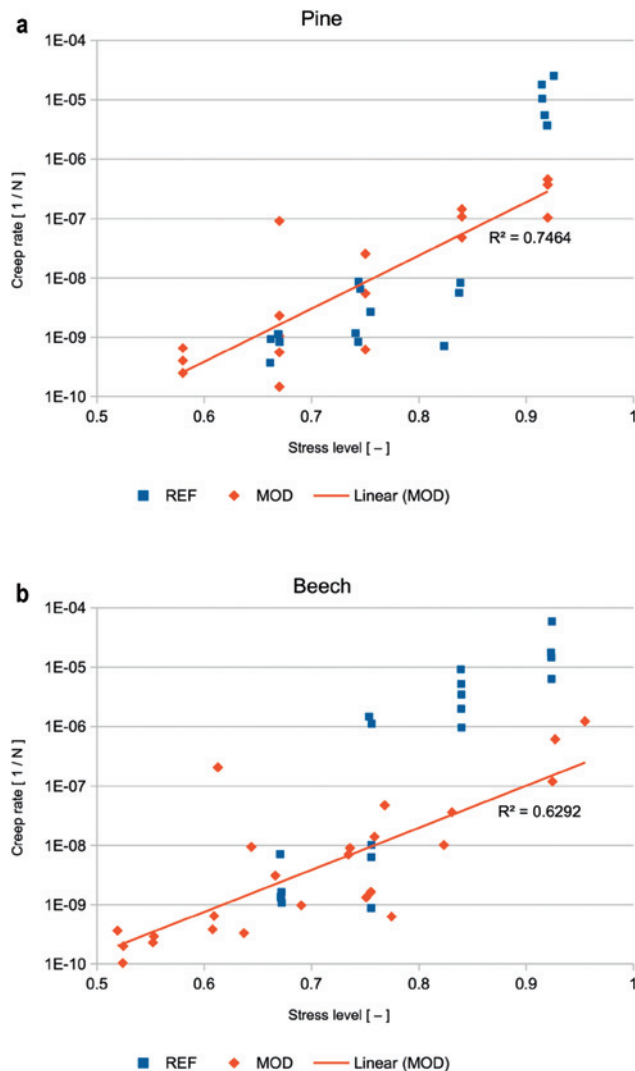 a
Pine
1E-04
1E-05
1E-06
1E-07
1E-08
1E-09
1E-10
Creep rate [ 1 / N ]
R² = 0.7464
0.5 0.6 0.7 0.8 0.9 1
Stress level [ – ]
REF MOD Linear (MOD)
b
Beech
1E-04
1E-05
1E-06
1E-07
1E-08
1E-09
1E-10
Creep rate [ 1 / N ]
R² = 0.6292
0.5 0.6 0.7 0.8 0.9 1
Stress level [ – ]
REF MOD Linear (MOD)